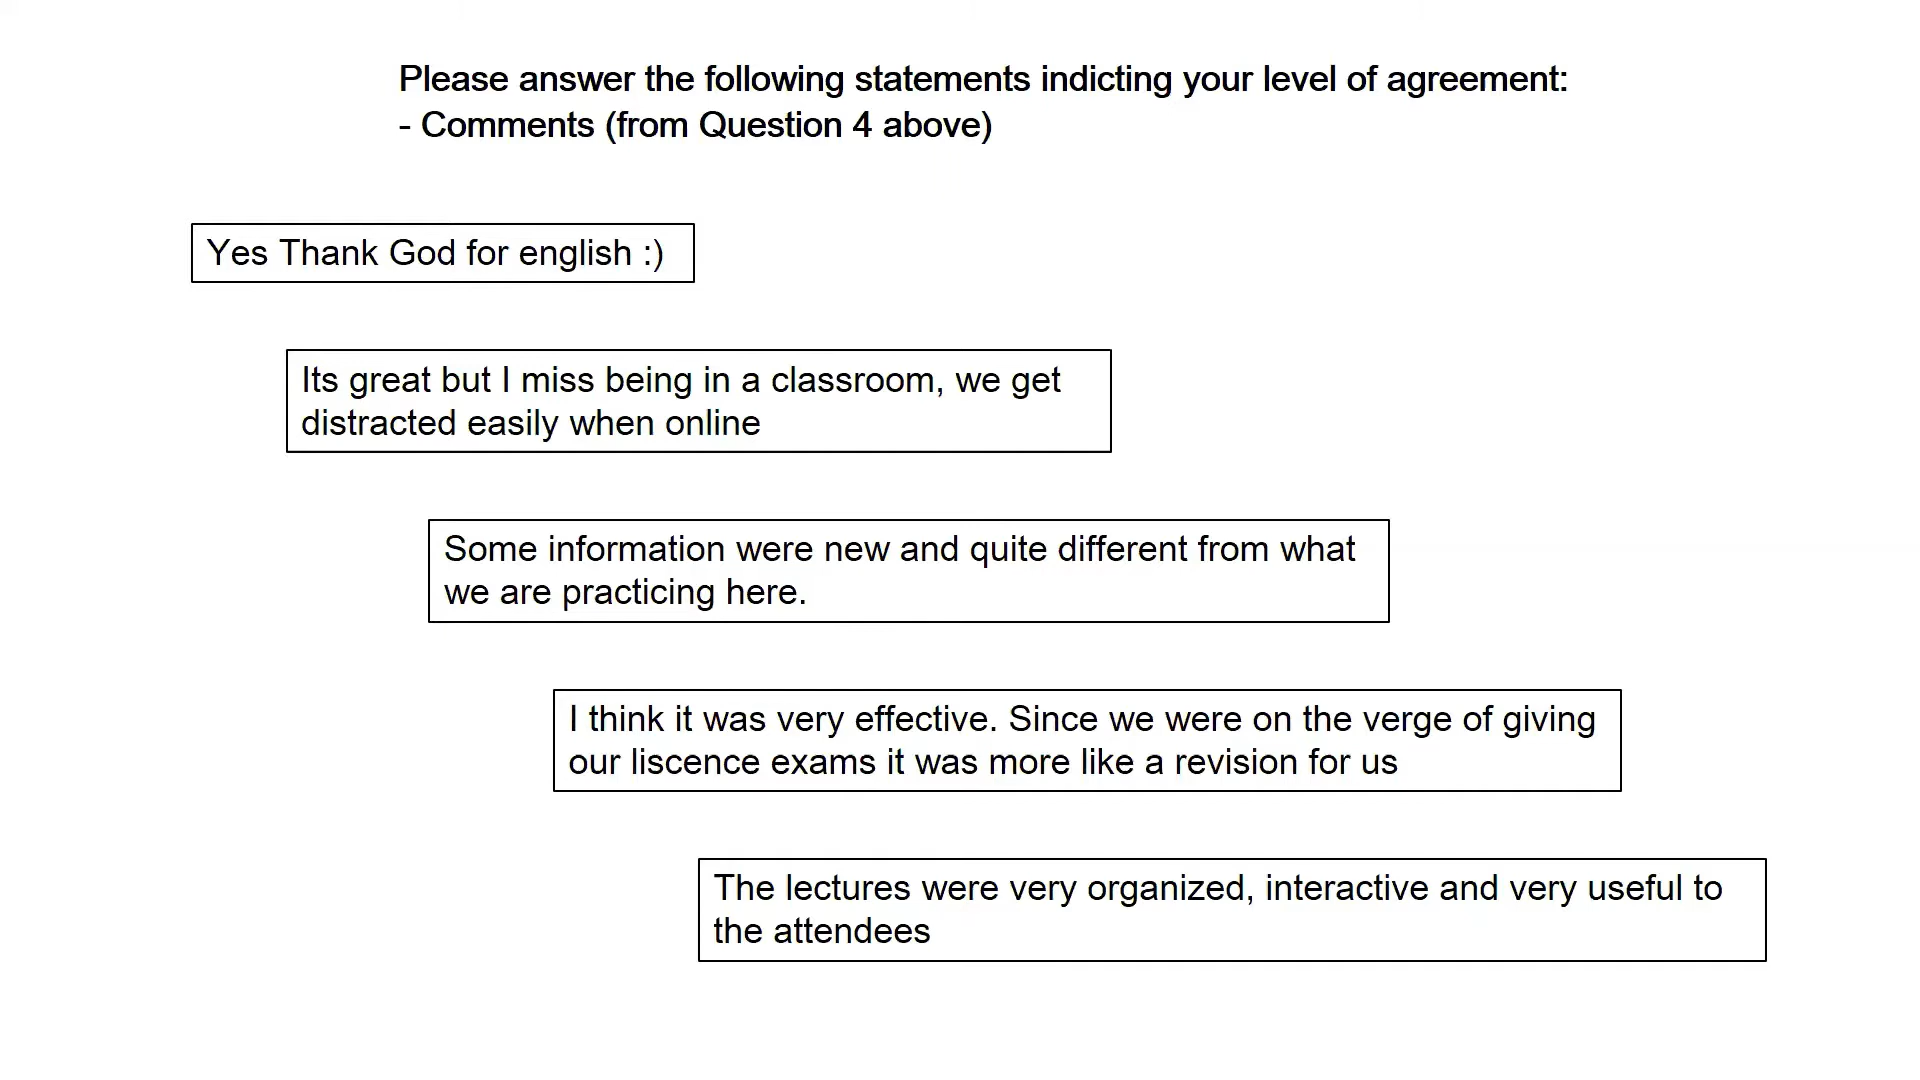 Please answer the following statements indicting your level of agreement:
- Comments (from Question 4 above)
Yes Thank God for english :)
Its great but I miss being in a classroom, we get
distracted easily when online
Some information were new and quite different from what
we are practicing here.
I think it was very effective. Since we were on the verge of giving
our liscence exams it was more like a revision for us
The lectures were very organized, interactive and very useful to
the attendees